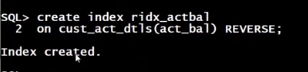 SQL> create index ridx_actbal
2 on cust_act_dtls(act_bal) REVERSE;
Index created.